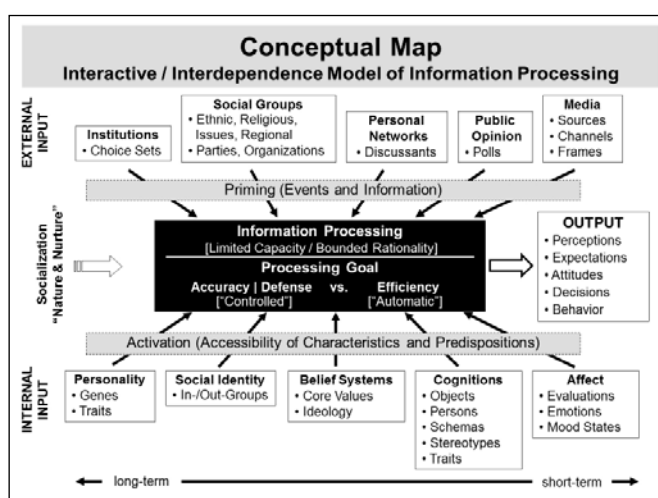 Conceptual Map
Interactive / Interdependence Model of Information Processing
EXTERNAL
INPUT
Institutions
• Choice Sets
Social Groups
• Ethnic, Religious,
Issues, Regional
• Parties, Organizations
Personal
Networks
• Discussants
Public
Opinion
• Polls
Media
• Sources
• Channels
• Frames
Priming (Events and Information)
Socialization
“Nature & Nurture”
Information Processing
[Limited Capacity / Bounded Rationality]
Processing Goal
Accuracy | Defense vs. Efficiency
["Controlled"] ["Automatic"]
OUTPUT
• Perceptions
• Expectations
• Attitudes
• Decisions
• Behavior
Activation (Accessibility of Characteristics and Predispositions)
INTERNAL
INPUT
Personality
• Genes
• Traits
Social Identity
• In-/Out-Groups
Belief Systems
• Core Values
• Ideology
Cognitions
• Objects
• Persons
• Schemas
• Stereotypes
• Traits
Affect
• Evaluations
• Emotions
• Mood States
long-term short-term